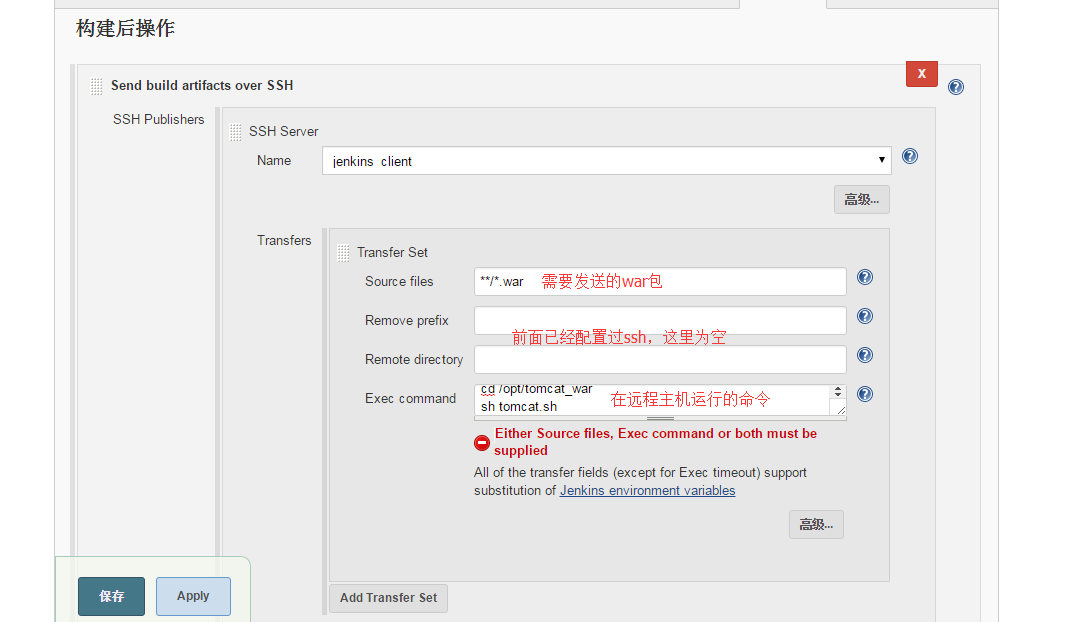 构建后操作
Send build artifacts over SSH
X
SSH Publishers
SSH Server
Name
jenkins client
高级...
Transfers
Transfer Set
Source files
**/*.war 需要发送的war包
Remove prefix
前面已经配置过ssh，这里为空
Remote directory
Exec command
cd /opt/tomcat_war
sh tomcat.sh
在远程主机运行的命令
Either Source files, Exec command or both must be
supplied
All of the transfer fields (except for Exec timeout) support
substitution of Jenkins environment variables
高级...
保存
Apply
Add Transfer Set